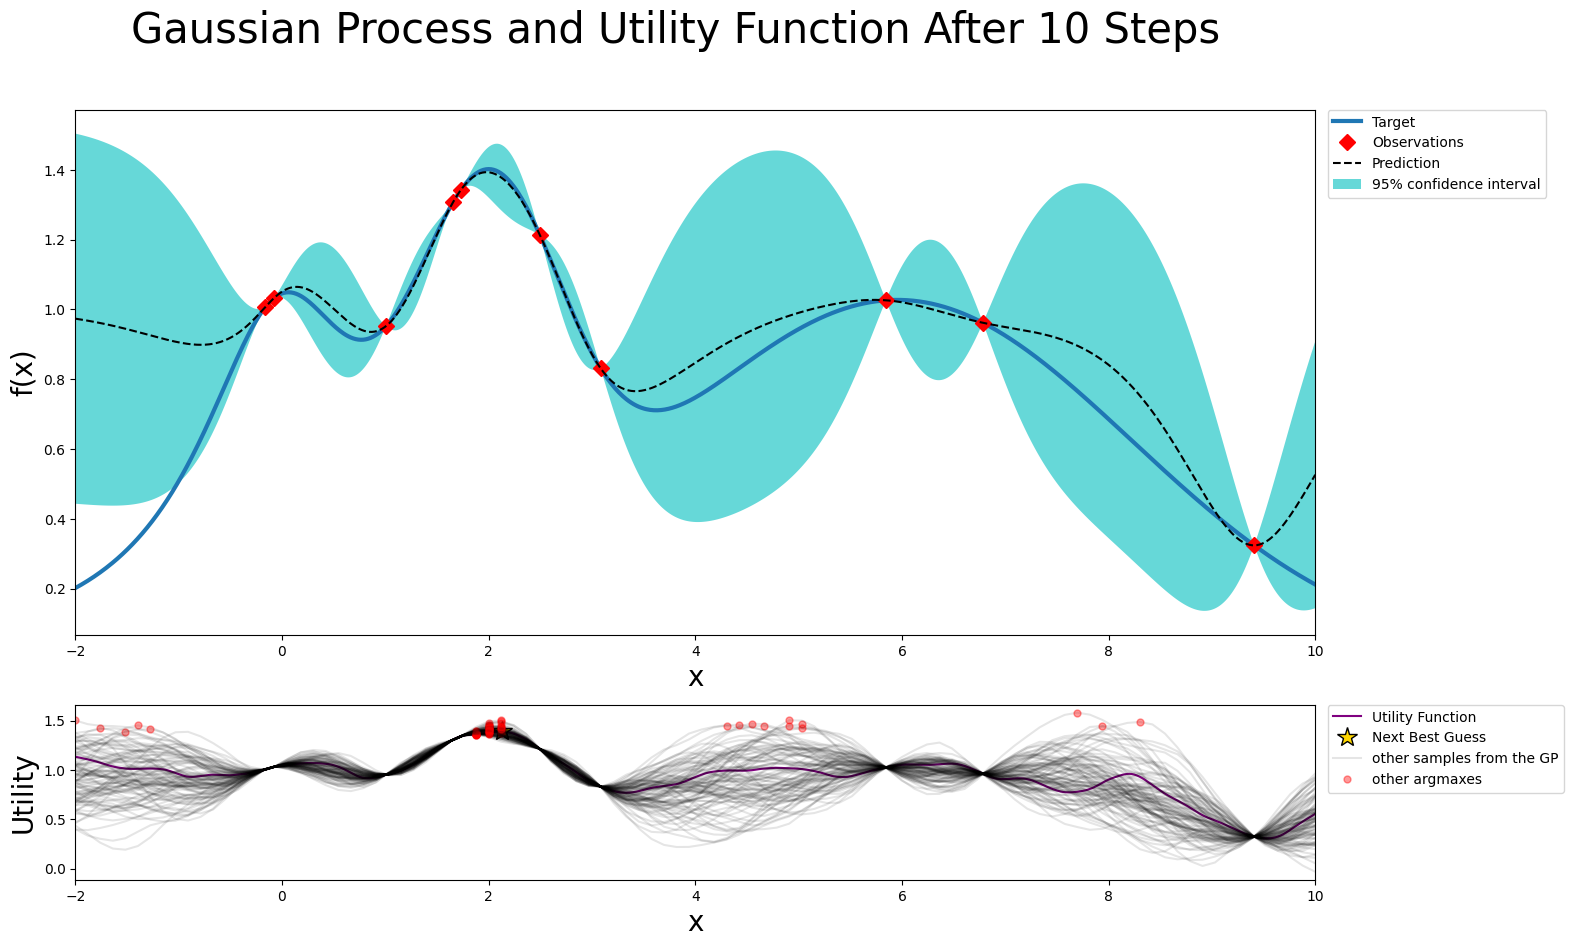 Gaussian Process and Utility Function After 10 Steps
f(x)
1.4
1.2
1.0
0.8
0.6
0.4
0.2
−2 0 2 4 6 8 10
x
Target
Observations
Prediction
95% confidence interval
Utility
1.5
1.0
0.5
0.0
−2 0 2 4 6 8 10
x
Utility Function
Next Best Guess
other samples from the GP
other argmaxes